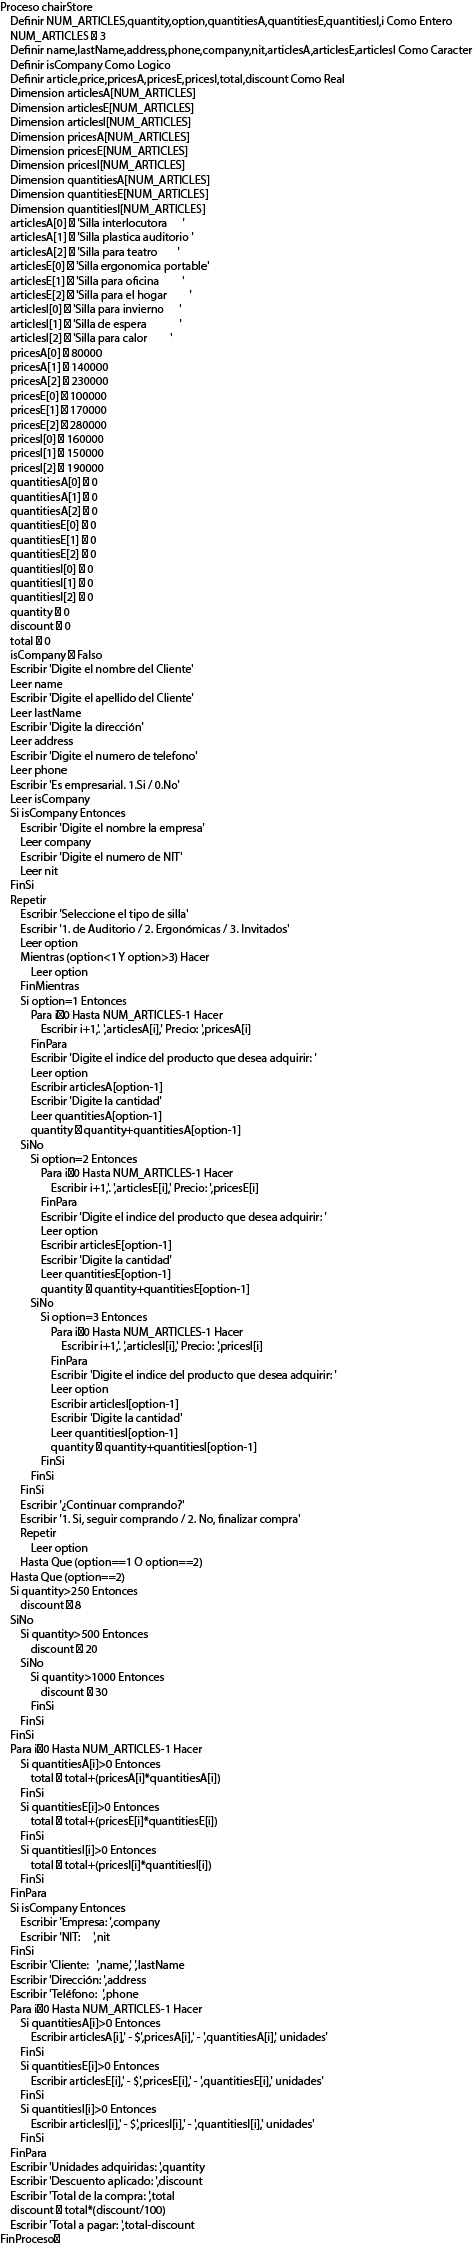 Proceso chairStore
Definir NUM_ARTICLES,quantity,option,quantitiesA,quantitiesE,quantitiesI,i Como Entero
NUM_ARTICLES 3
Definir name,lastName,address,phone,company,nit,articlesA,articlesE,articlesI Como Caracter
Definir isCompany Como Logico
Definir article,price,pricesA,pricesE,pricesI,total,discount Como Real
Dimension articlesA[NUM_ARTICLES]
Dimension articlesE[NUM_ARTICLES]
Dimension articlesI[NUM_ARTICLES]
Dimension pricesA[NUM_ARTICLES]
Dimension pricesE[NUM_ARTICLES]
Dimension pricesI[NUM_ARTICLES]
Dimension quantitiesA[NUM_ARTICLES]
Dimension quantitiesE[NUM_ARTICLES]
Dimension quantitiesI[NUM_ARTICLES]
articlesA[0] 'Silla interlocutora '
articlesA[1] 'Silla plastica auditorio '
articlesA[2] 'Silla para teatro '
articlesE[0] 'Silla ergonomica portable'
articlesE[1] 'Silla para oficina '
articlesE[2] 'Silla para el hogar '
articlesI[0] 'Silla para invierno '
articlesI[1] 'Silla de espera '
articlesI[2] 'Silla para calor '
pricesA[0] 80000
pricesA[1] 140000
pricesA[2] 230000
pricesE[0] 100000
pricesE[1] 170000
pricesE[2] 280000
pricesI[0] 160000
pricesI[1] 150000
pricesI[2] 190000
quantitiesA[0] 0
quantitiesA[1] 0
quantitiesA[2] 0
quantitiesE[0] 0
quantitiesE[1] 0
quantitiesE[2] 0
quantitiesI[0] 0
quantitiesI[1] 0
quantitiesI[2] 0
quantity 0
discount 0
total 0
isCompany Falso
Escribir 'Digite el nombre del Cliente'
Leer name
Escribir 'Digite el apellido del Cliente'
Leer lastName
Escribir 'Digite la dirección'
Leer address
Escribir 'Digite el numero de telefono'
Leer phone
Escribir 'Es empresarial. 1.Si / 0.No'
Leer isCompany
Si isCompany Entonces
Escribir 'Digite el nombre la empresa'
Leer company
Escribir 'Digite el numero de NIT'
Leer nit
FinSi
Repetir
Escribir 'Seleccione el tipo de silla'
Escribir '1. de Auditorio / 2. Ergonómicas / 3. Invitados'
Leer option
Mientras (option<1 Y option>3) Hacer
Leer option
FinMientras
Si option=1 Entonces
Para i 0 Hasta NUM_ARTICLES-1 Hacer
Escribir i+1,'. ',articlesA[i],' Precio: ',pricesA[i]
FinPara
Escribir 'Digite el indice del producto que desea adquirir: '
Leer option
Escribir articlesA[option-1]
Escribir 'Digite la cantidad'
Leer quantitiesA[option-1]
quantity quantity+quantitiesA[option-1]
SiNo
Si option=2 Entonces
Para i 0 Hasta NUM_ARTICLES-1 Hacer
Escribir i+1,'. ',articlesE[i],' Precio: ',pricesE[i]
FinPara
Escribir 'Digite el indice del producto que desea adquirir: '
Leer option
Escribir articlesE[option-1]
Escribir 'Digite la cantidad'
Leer quantitiesE[option-1]
quantity quantity+quantitiesE[option-1]
SiNo
Si option=3 Entonces
Para i 0 Hasta NUM_ARTICLES-1 Hacer
Escribir i+1,'. ',articlesI[i],' Precio: ',pricesI[i]
FinPara
Escribir 'Digite el indice del producto que desea adquirir: '
Leer option
Escribir articlesI[option-1]
Escribir 'Digite la cantidad'
Leer quantitiesI[option-1]
quantity quantity+quantitiesI[option-1]
FinSi
FinSi
FinSi
Escribir '¿Continuar comprando?'
Escribir '1. Si, seguir comprando / 2. No, finalizar compra'
Repetir
Leer option
Hasta Que (option==1 O option==2)
Hasta Que (option==2)
Si quantity>250 Entonces
discount 8
SiNo
Si quantity>500 Entonces
discount 20
SiNo
Si quantity>1000 Entonces
discount 30
FinSi
FinSi
FinSi
Para i 0 Hasta NUM_ARTICLES-1 Hacer
Si quantitiesA[i]>0 Entonces
total total+(pricesA[i]*quantitiesA[i])
FinSi
Si quantitiesE[i]>0 Entonces
total total+(pricesE[i]*quantitiesE[i])
FinSi
Si quantitiesI[i]>0 Entonces
total total+(pricesI[i]*quantitiesI[i])
FinSi
FinPara
Si isCompany Entonces
Escribir 'Empresa: ',company
Escribir 'NIT: ',nit
FinSi
Escribir 'Cliente: ',name,' ',lastName
Escribir 'Dirección: ',address
Escribir 'Teléfono: ',phone
Para i 0 Hasta NUM_ARTICLES-1 Hacer
Si quantitiesA[i]>0 Entonces
Escribir articlesA[i],' - $',pricesA[i],' - ',quantitiesA[i],' unidades'
FinSi
Si quantitiesE[i]>0 Entonces
Escribir articlesE[i],' - $',pricesE[i],' - ',quantitiesE[i],' unidades'
FinSi
Si quantitiesI[i]>0 Entonces
Escribir articlesI[i],' - $',pricesI[i],' - ',quantitiesI[i],' unidades'
FinSi
FinPara
Escribir 'Unidades adquiridas: ',quantity
Escribir 'Descuento aplicado: ',discount
Escribir 'Total de la compra: ',total
discount total*(discount/100)
Escribir 'Total a pagar: ',total-discount
FinProceso